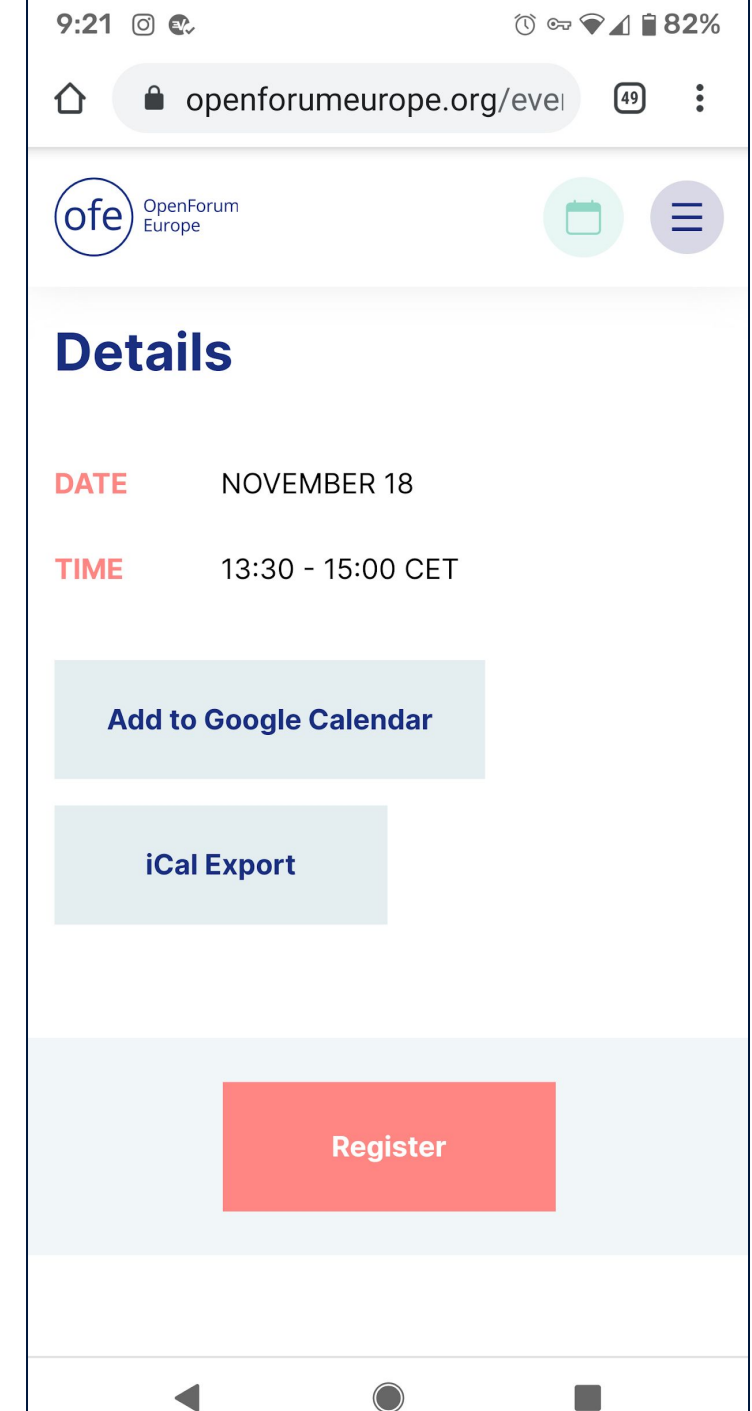 9:21 82%
openforumeurope.org/eve 49
ofe OpenForum
Europe
Details
DATE NOVEMBER 18
TIME 13:30 - 15:00 CET
Add to Google Calendar
iCal Export
Register